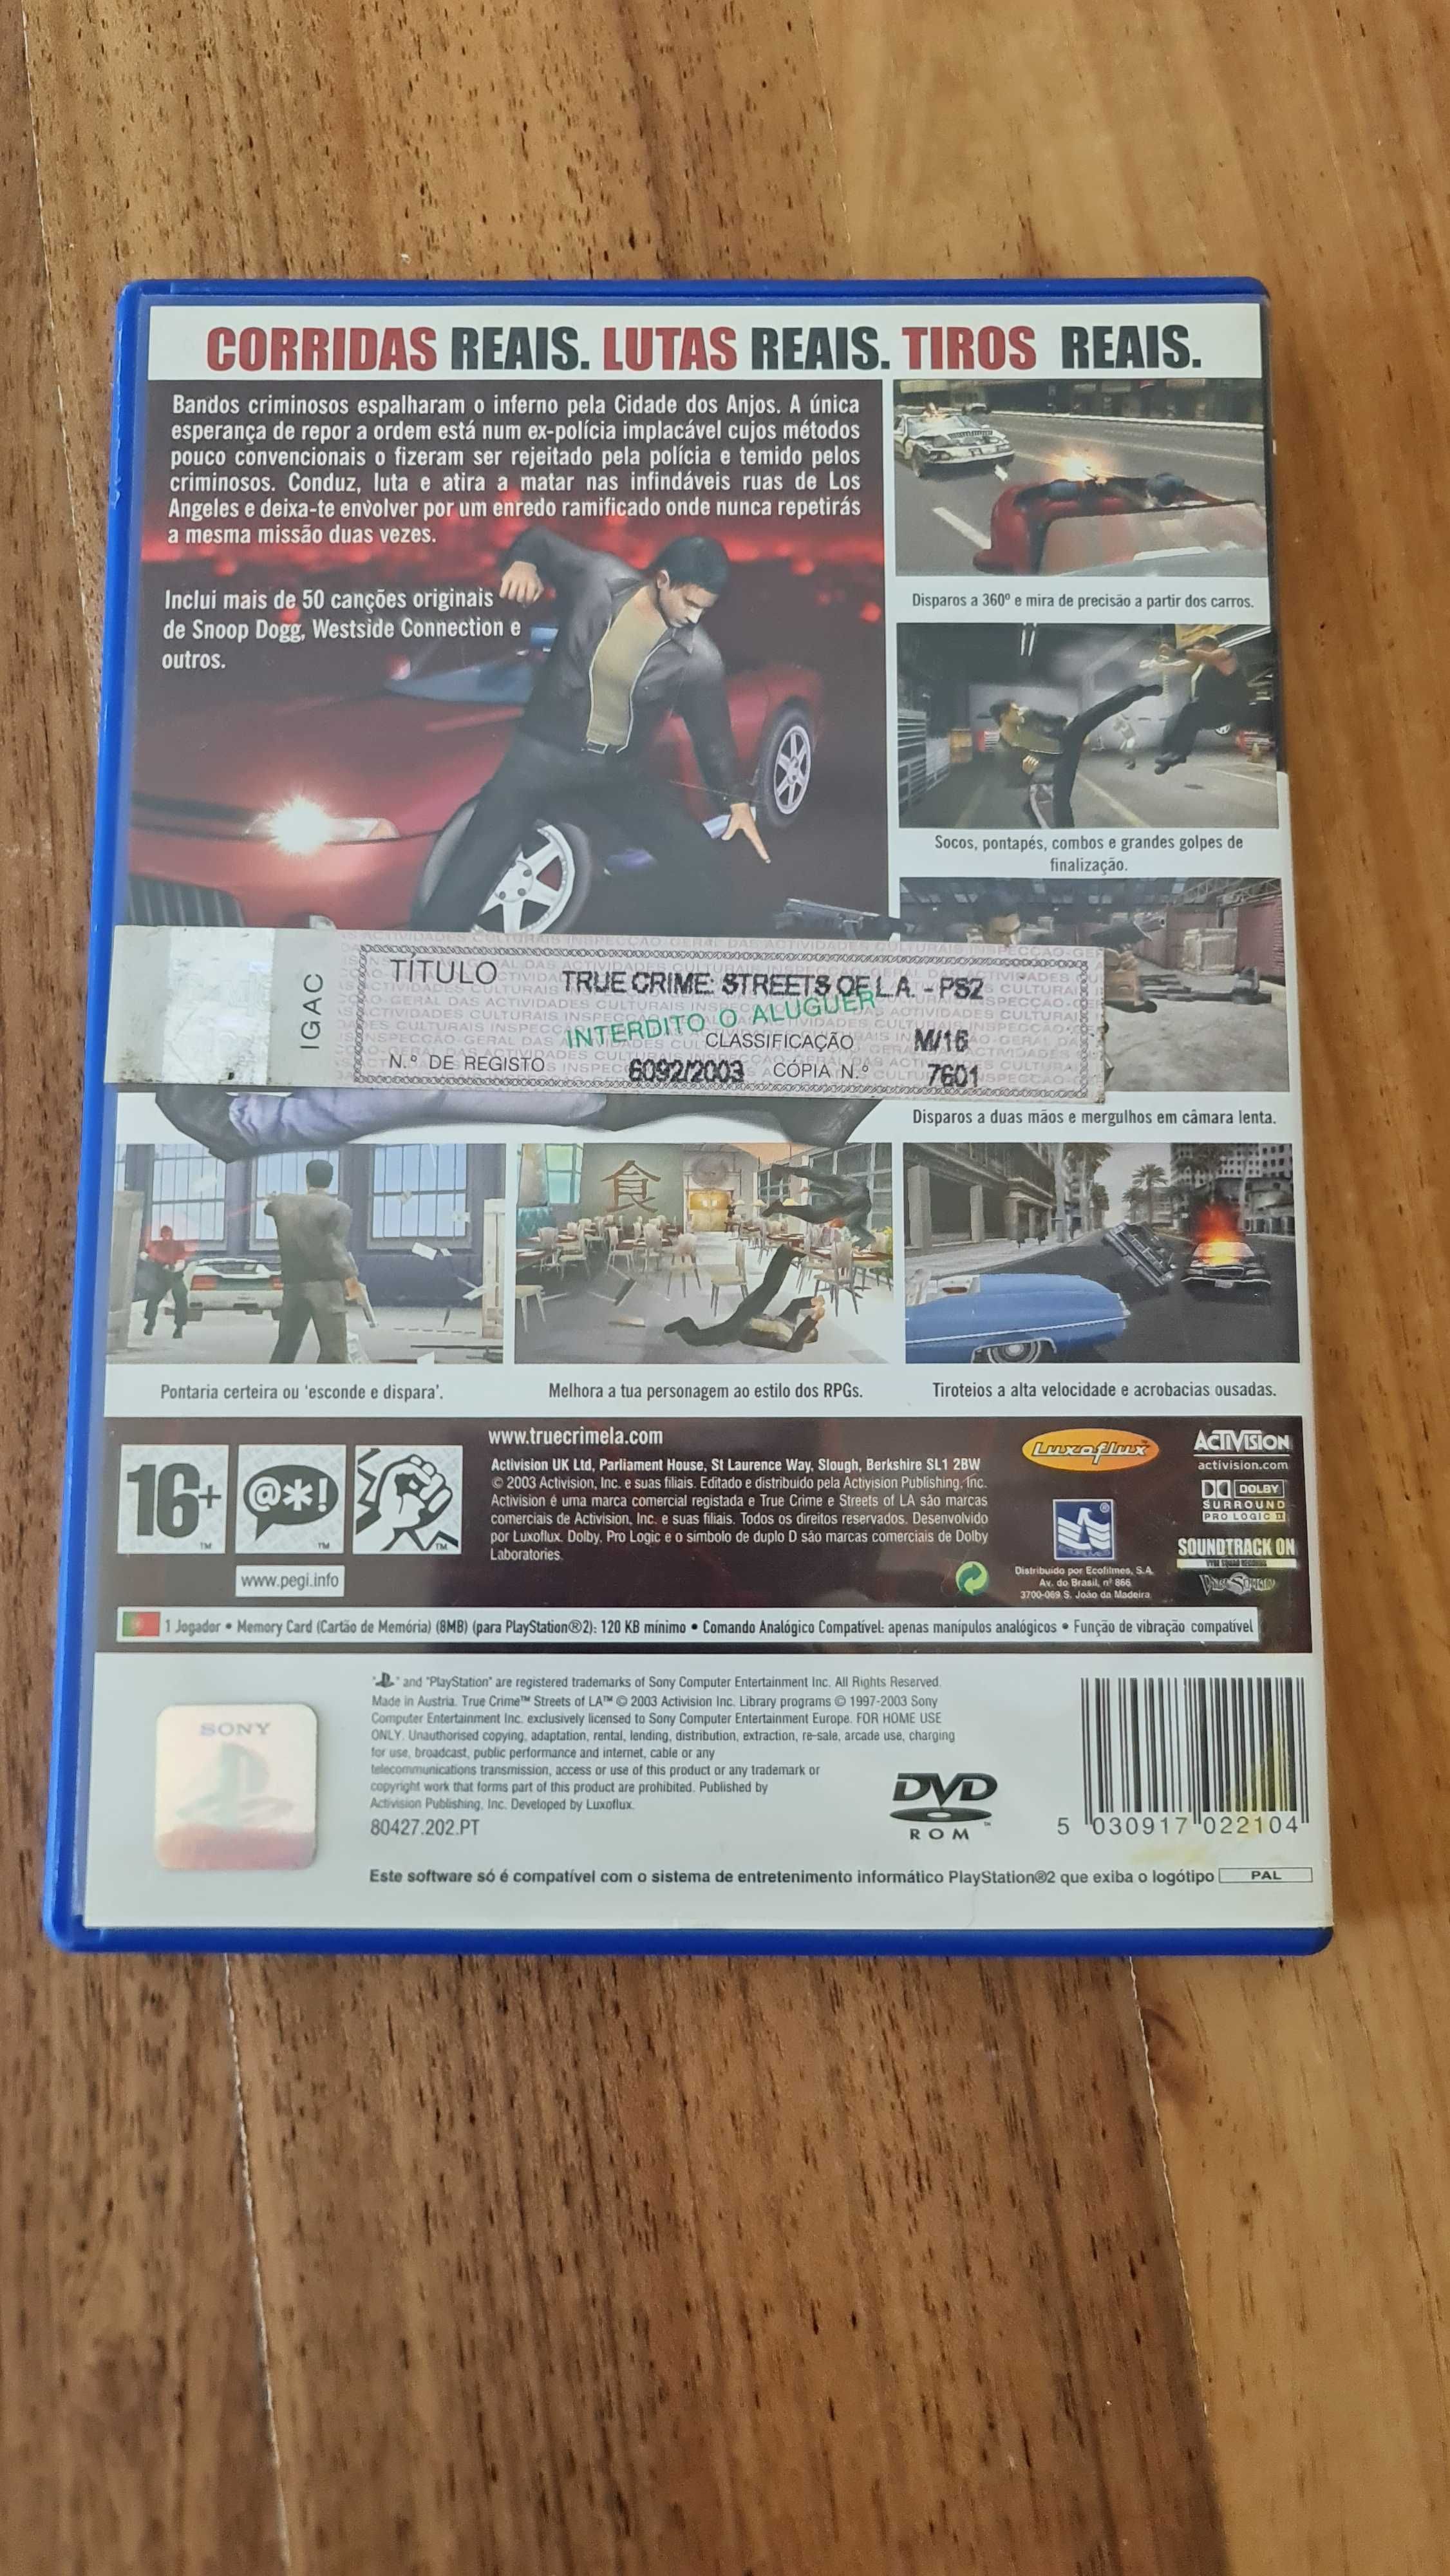 CORRIDAS REAIS. LUTAS REAIS. TIROS REAIS.
Bandos criminosos espalharam o inferno pela Cidade dos Anjos. A única
esperança de repor a ordem está num ex-polícia implacável cujos métodos
pouco convencionais o fizeram ser rejeitado pela polícia e temido pelos
criminosos. Conduz, luta e atira a matar nas infindáveis ruas de Los
Angeles e deixa-te envolver por um enredo ramificado onde nunca repetirás
a mesma missão duas vezes.
Inclui mais de 50 canções originais
de Snoop Dogg, Westside Connection e
outros.
Disparos a 360º e mira de precisão a partir dos carros.
Socos, pontapés, combos e grandes golpes de
finalização.
IGAC
TÍTULO TRUE CRIME: STREETS OF L.A. - PS2
INTERDITO O ALUGUER
CLASSIFICAÇÃO M/16
N.º DE REGISTO 6092/2003 CÓPIA N.º 7601
Disparos a duas mãos e mergulhos em câmara lenta.
食
Pontaria certeira ou 'esconde e dispara'.
Melhora a tua personagem ao estilo dos RPGs.
Tiroteios a alta velocidade e acrobacias ousadas.
16+
@*!
www.pegi.info
www.truecrimela.com
Activision UK Ltd, Parliament House, St Laurence Way, Slough, Berkshire SL1 2BW
© 2003 Activision, Inc. e suas filiais. Editado e distribuido pela Activision Publishing, Inc.
Activision é uma marca comercial registada e True Crime e Streets of LA são marcas
comerciais de Activision, Inc. e suas filiais. Todos os direitos reservados. Desenvolvido
por Luxoflux. Dolby, Pro Logic e o simbolo de duplo D são marcas comerciais de Dolby
Laboratories.
Luxoflux
ACTIVISION
activision.com
DOLBY
SURROUND
PRO LOGIC II
SOUNDTRACK ON
Distribuido por Ecofilmes, S.A.
Av. do Brasil, nº 866
3700-069 S. João da Madeira
1 Jogador • Memory Card (Cartão de Memória) (8MB) (para PlayStation®2): 120 KB mínimo • Comando Analógico Compatível: apenas manípulos analógicos • Função de vibração compatível
" " and "PlayStation" are registered trademarks of Sony Computer Entertainment Inc. All Rights Reserved.
Made in Austria. True Crime™ Streets of LA™ © 2003 Activision Inc. Library programs © 1997-2003 Sony
Computer Entertainment Inc. exclusively licensed to Sony Computer Entertainment Europe. FOR HOME USE
ONLY. Unauthorised copying, adaptation, rental, lending, distribution, extraction, re-sale, arcade use, charging
for use, broadcast, public performance and internet, cable or any
telecommunications transmission, access or use of this product or any trademark or
copyright work that forms part of this product are prohibited. Published by
Activision Publishing, Inc. Developed by Luxoflux.
80427.202.PT
SONY
DVD
ROM
5 030917 022104
Este software só é compatível com o sistema de entretenimento informático PlayStation®2 que exiba o logótipo PAL